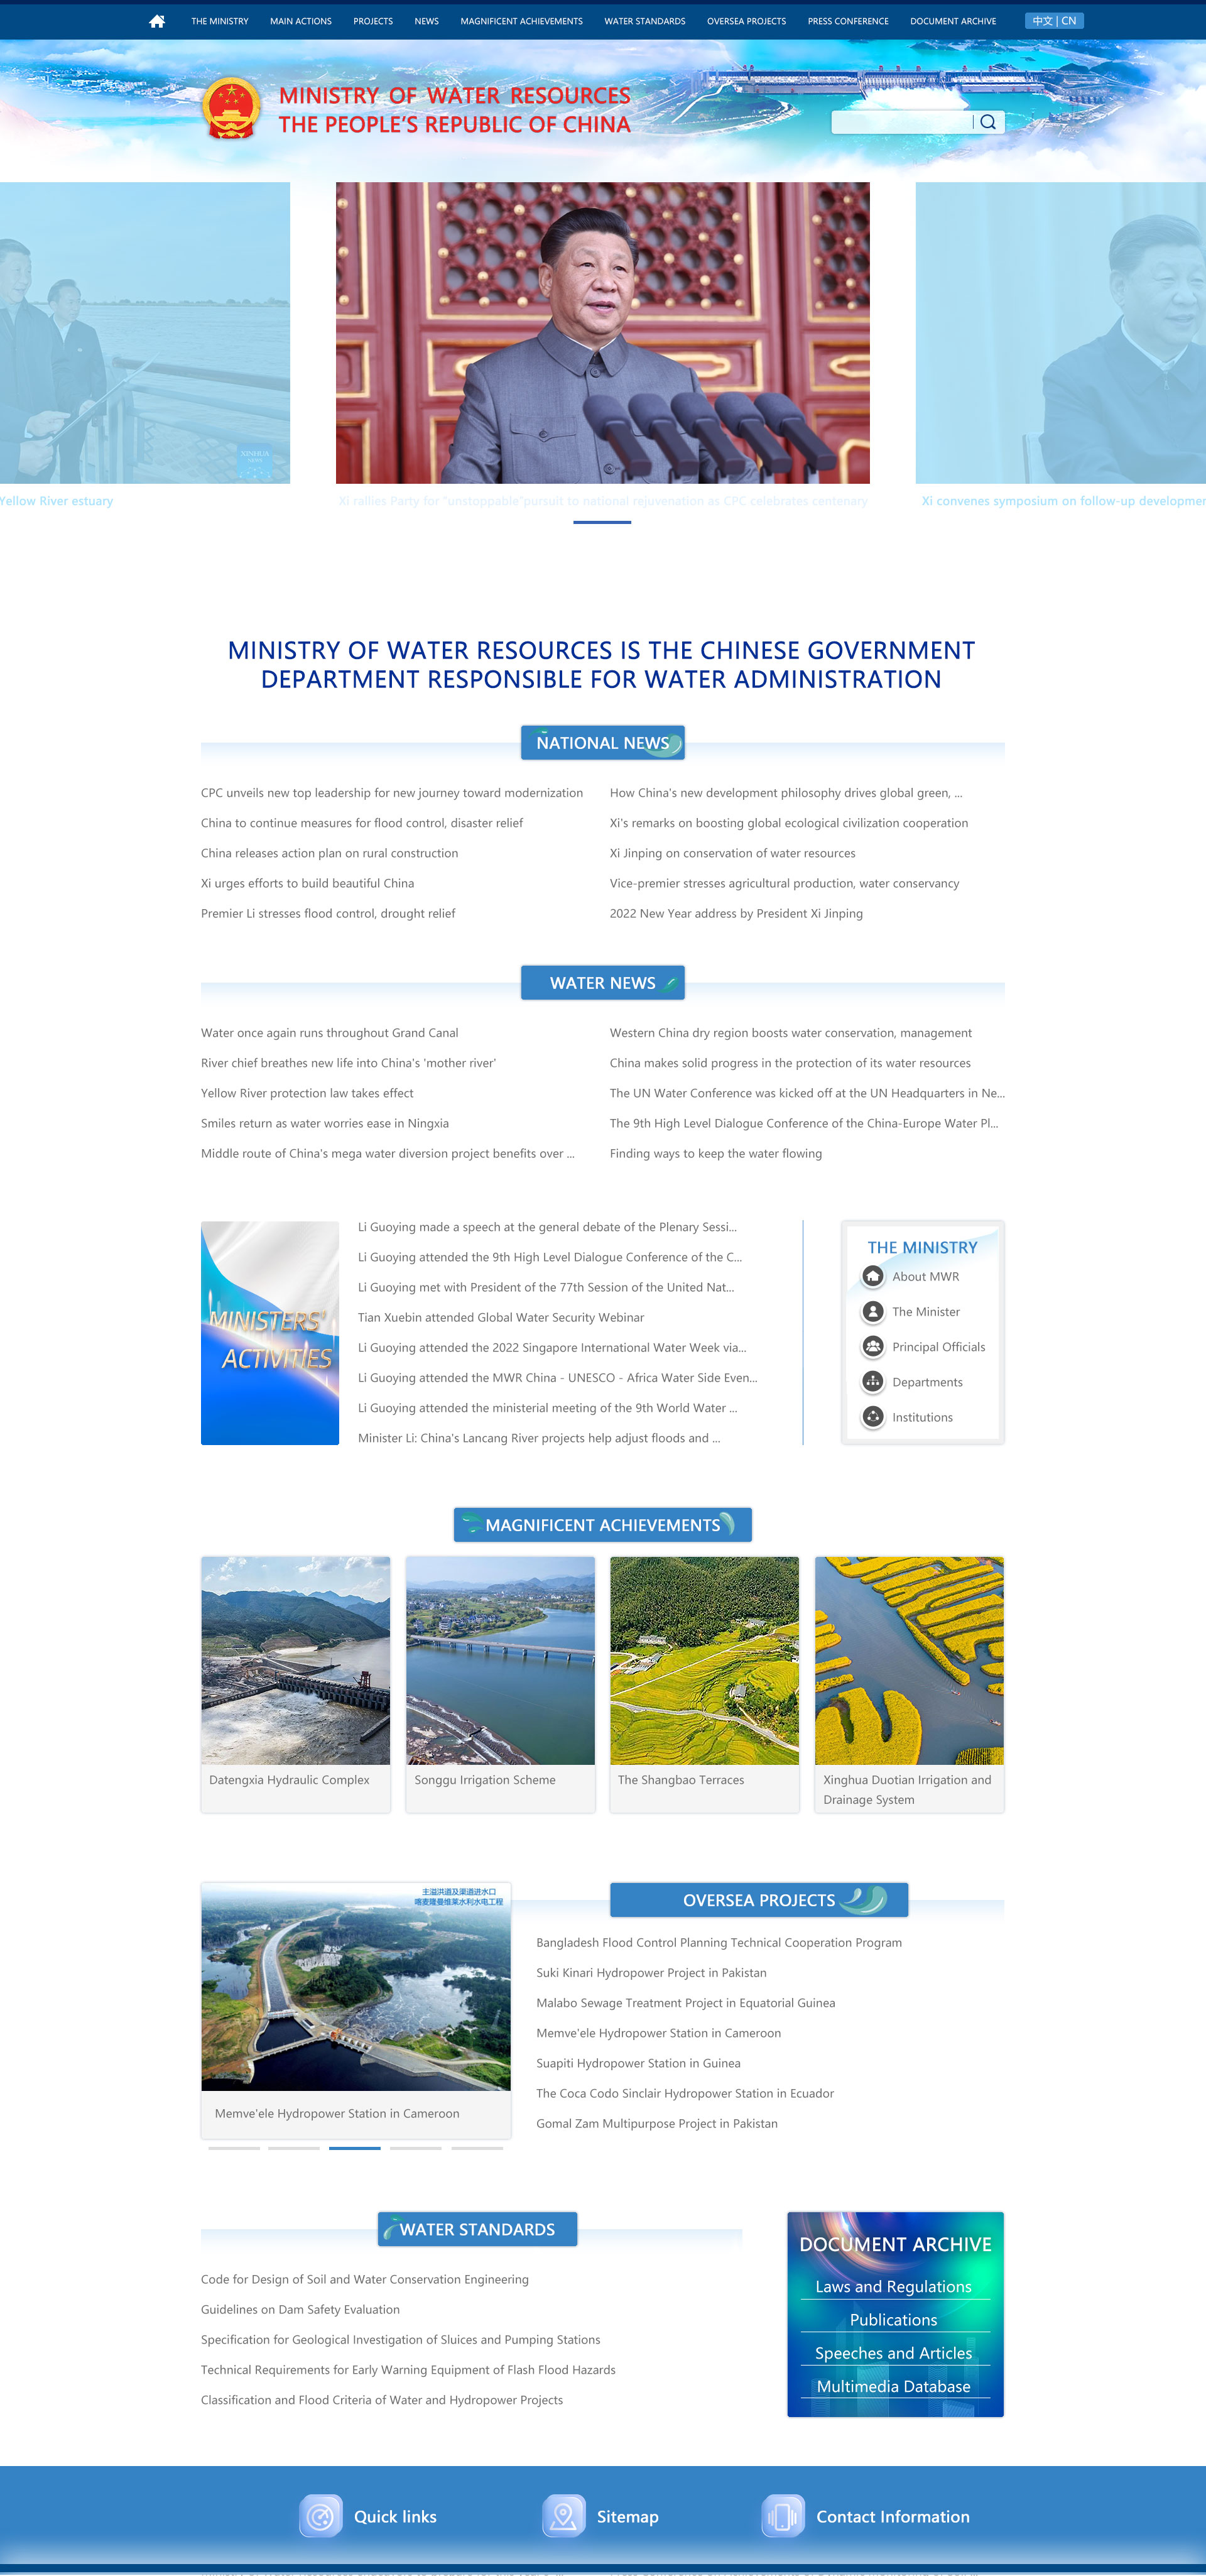 THE MINISTRY MAIN ACTIONS PROJECTS NEWS MAGNIFICENT ACHIEVEMENTS WATER STANDARDS OVERSEA PROJECTS PRESS CONFERENCE DOCUMENT ARCHIVE 中文 | CN
MINISTRY OF WATER RESOURCES
THE PEOPLE'S REPUBLIC OF CHINA
XINHUA
NEWS
Yellow River estuary
Xi rallies Party for "unstoppable"pursuit to national rejuvenation as CPC celebrates centenary
Xi convenes symposium on follow-up
MINISTRY OF WATER RESOURCES IS THE CHINESE GOVERNMENT
DEPARTMENT RESPONSIBLE FOR WATER ADMINISTRATION
NATIONAL NEWS
CPC unveils new top leadership for new journey toward modernization
China to continue measures for flood control, disaster relief
China releases action plan on rural construction
Xi urges efforts to build beautiful China
Premier Li stresses flood control, drought relief
How China's new development philosophy drives global green, ...
Xi's remarks on boosting global ecological civilization cooperation
Xi Jinping on conservation of water resources
Vice-premier stresses agricultural production, water conservancy
2022 New Year address by President Xi Jinping
WATER NEWS
Water once again runs throughout Grand Canal
River chief breathes new life into China's 'mother river'
Yellow River protection law takes effect
Smiles return as water worries ease in Ningxia
Middle route of China's mega water diversion project benefits over ...
Western China dry region boosts water conservation, management
China makes solid progress in the protection of its water resources
The UN Water Conference was kicked off at the UN Headquarters in Ne...
The 9th High Level Dialogue Conference of the China-Europe Water Pl...
Finding ways to keep the water flowing
MINISTERS'
ACTIVITIES
Li Guoying made a speech at the general debate of the Plenary Sessi...
Li Guoying attended the 9th High Level Dialogue Conference of the C...
Li Guoying met with President of the 77th Session of the United Nat...
Tian Xuebin attended Global Water Security Webinar
Li Guoying attended the 2022 Singapore International Water Week via...
Li Guoying attended the MWR China - UNESCO - Africa Water Side Even...
Li Guoying attended the ministerial meeting of the 9th World Water ...
Minister Li: China's Lancang River projects help adjust floods and ...
THE MINISTRY
About MWR
The Minister
Principal Officials
Departments
Institutions
MAGNIFICENT ACHIEVEMENTS
Datengxia Hydraulic Complex
Songgu Irrigation Scheme
The Shangbao Terraces
Xinghua Duotian Irrigation and
Drainage System
主溢洪道及渠道进水口
喀麦隆曼维莱水利水电工程
Memve'ele Hydropower Station in Cameroon
OVERSEA PROJECTS
Bangladesh Flood Control Planning Technical Cooperation Program
Suki Kinari Hydropower Project in Pakistan
Malabo Sewage Treatment Project in Equatorial Guinea
Memve'ele Hydropower Station in Cameroon
Suapiti Hydropower Station in Guinea
The Coca Codo Sinclair Hydropower Station in Ecuador
Gomal Zam Multipurpose Project in Pakistan
WATER STANDARDS
Code for Design of Soil and Water Conservation Engineering
Guidelines on Dam Safety Evaluation
Specification for Geological Investigation of Sluices and Pumping Stations
Technical Requirements for Early Warning Equipment of Flash Flood Hazards
Classification and Flood Criteria of Water and Hydropower Projects
DOCUMENT ARCHIVE
Laws and Regulations
Publications
Speeches and Articles
Multimedia Database
Quick links
Sitemap
Contact Information